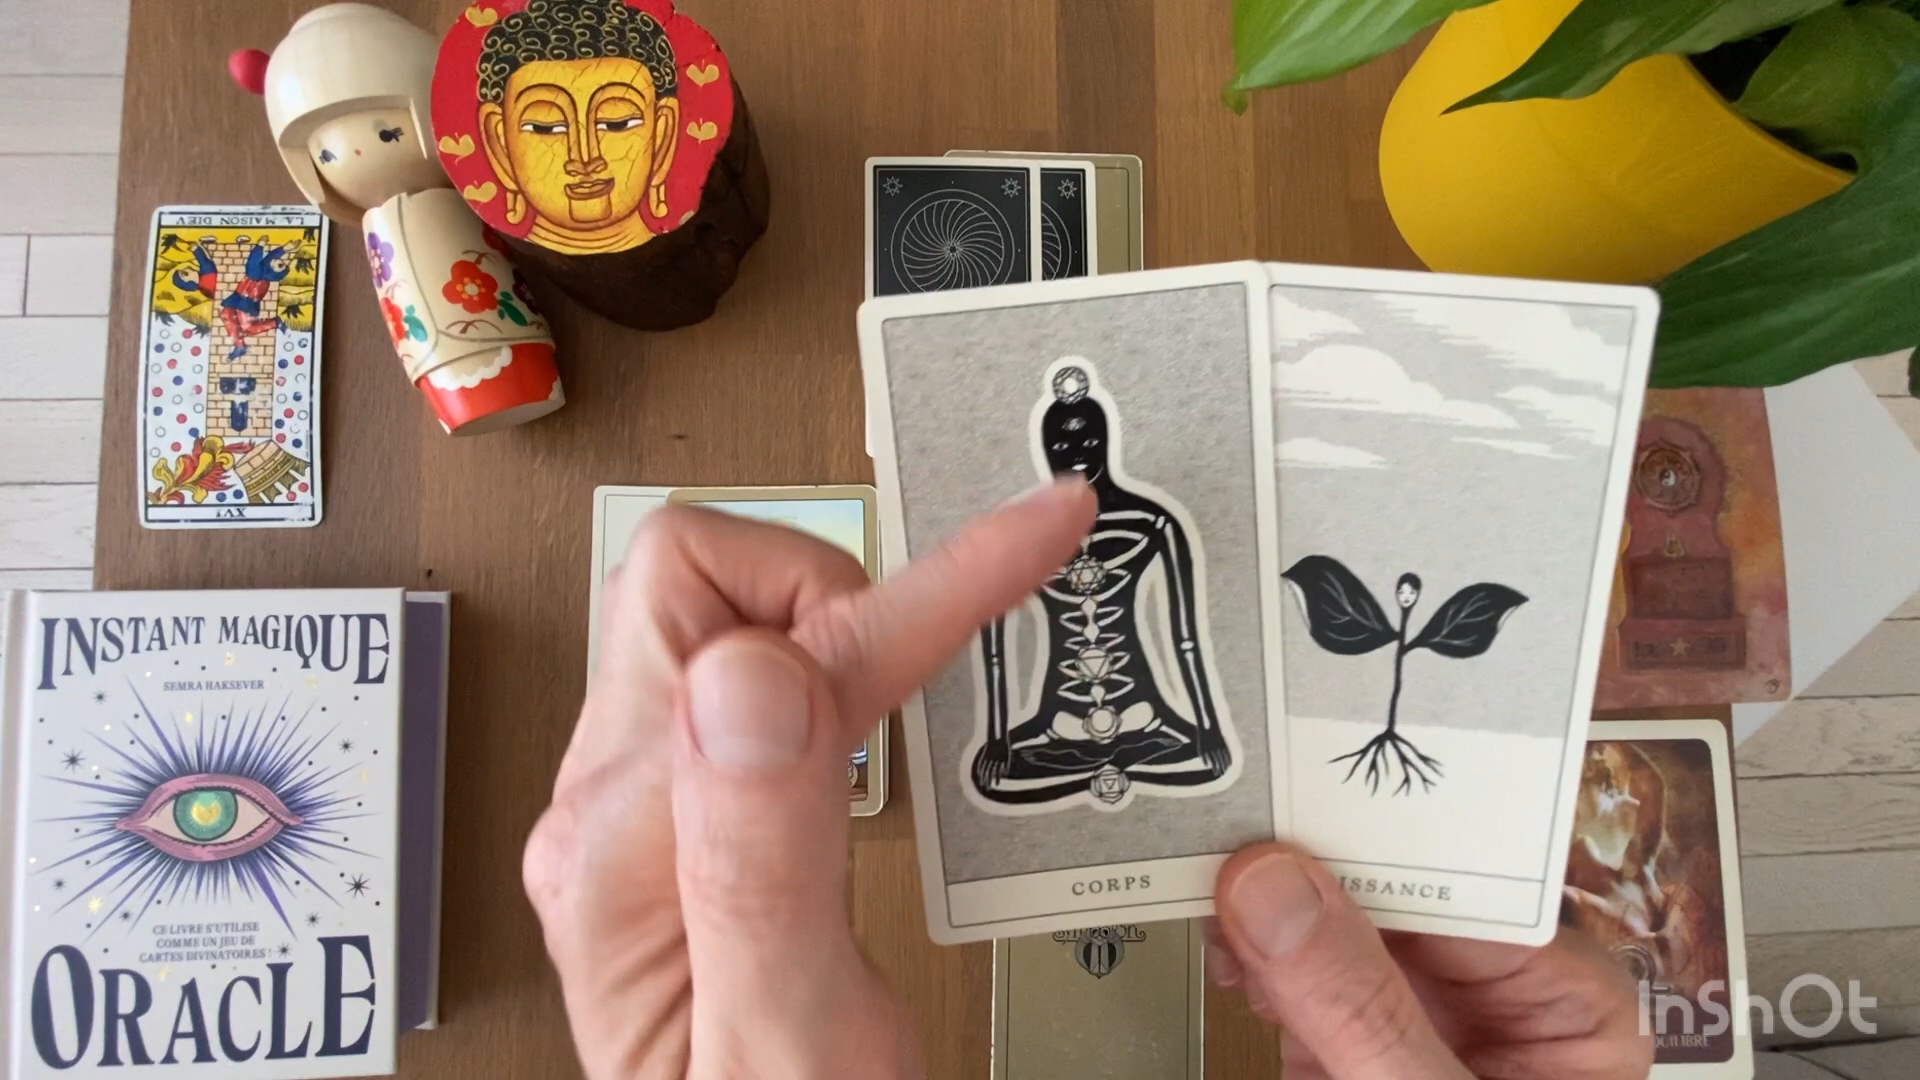 LA MAISON DIEV
XVI
INSTANT MAGIQUE
SEMRA HAKSEVER
CE LIVRE S'UTILISE
COMME UN JEU DE
CARTES DIVINATOIRES !
ORACLE
CORPS
ISSANCE
InShOt
QUILIBRE